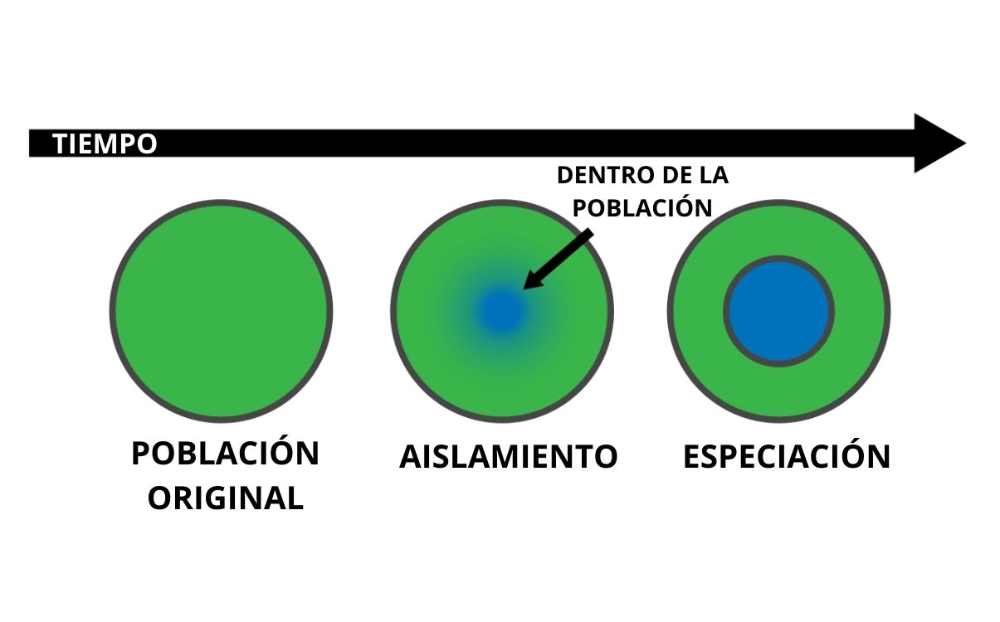 TIEMPO
DENTRO DE LA
POBLACIÓN
POBLACIÓN
ORIGINAL
AISLAMIENTO
ESPECIACIÓN